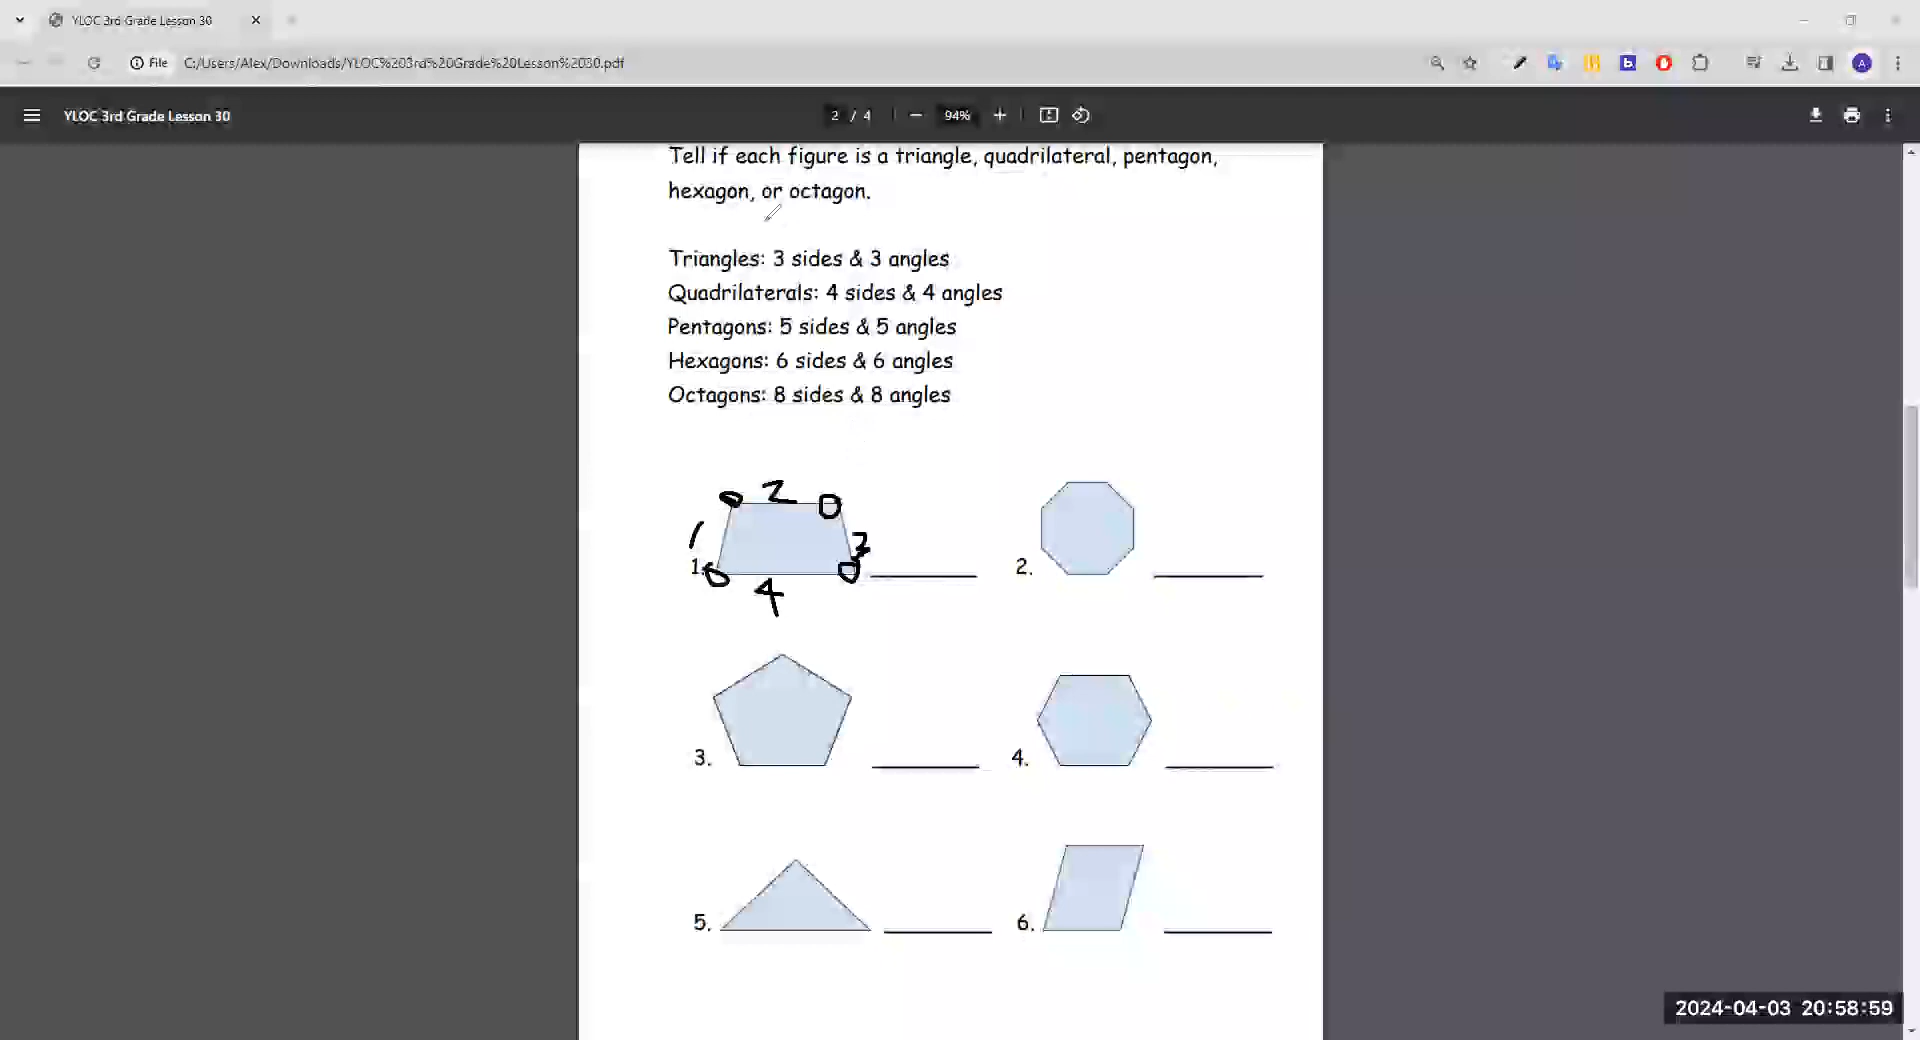 YLOC 3rd Grade Lesson 30
File C:/Users/Alex/Downloads/YLOC%203rd%20Grade%20Lesson%2030.pdf
A
YLOC 3rd Grade Lesson 30
2 / 4
94%
Tell if each figure is a triangle, quadrilateral, pentagon,
hexagon, or octagon.
Triangles: 3 sides & 3 angles
Quadrilaterals: 4 sides & 4 angles
Pentagons: 5 sides & 5 angles
Hexagons: 6 sides & 6 angles
Octagons: 8 sides & 8 angles
2
1 3
1. 2.
4
3. 4.
5. 6.
2024-04-03 20:58:59